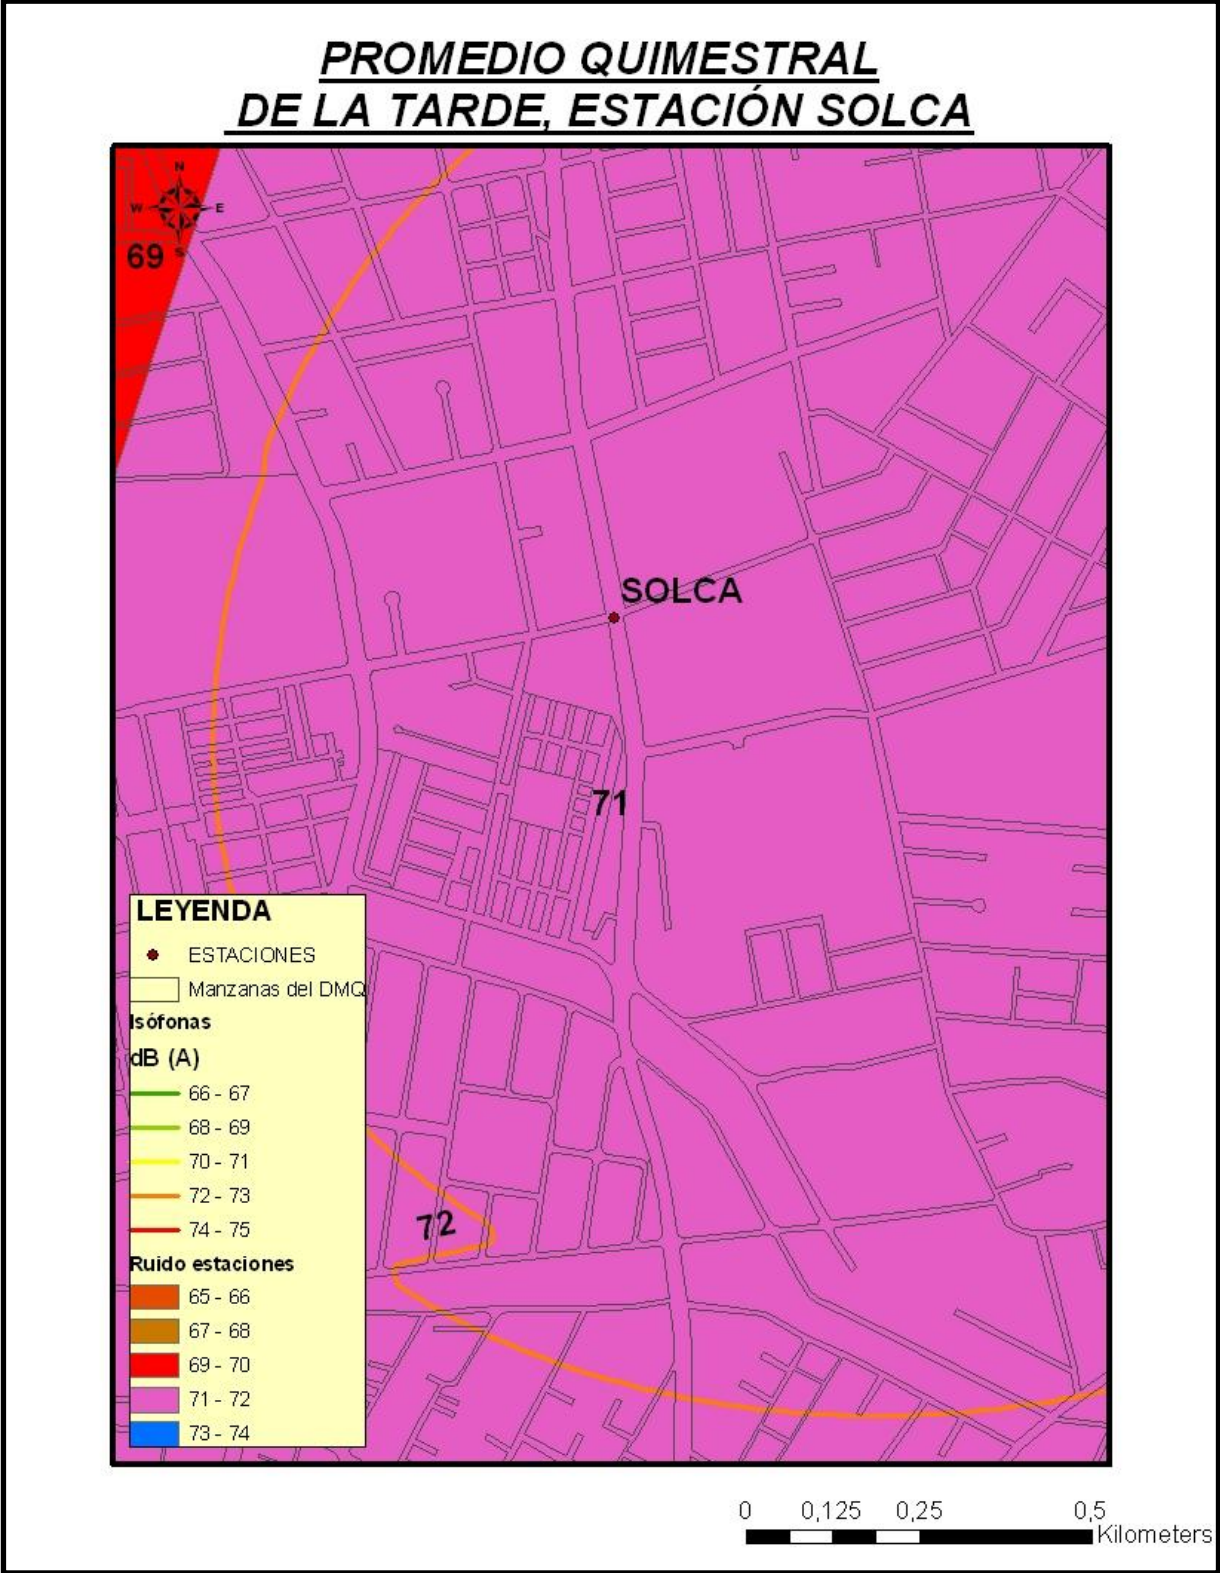 PROMEDIO QUIMESTRAL
DE LA TARDE, ESTACIÓN SOLCA
N
W E
S
69
SOLCA
71
72
LEYENDA
ESTACIONES
Manzanas del DMQ
Isófonas
dB (A)
66 - 67
68 - 69
70 - 71
72 - 73
74 - 75
Ruido estaciones
65 - 66
67 - 68
69 - 70
71 - 72
73 - 74
0 0,125 0,25 0,5
Kilometers